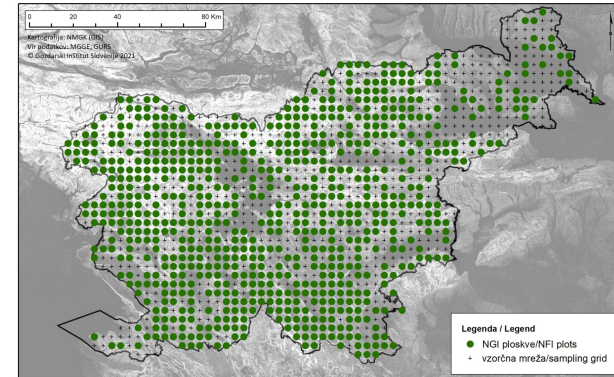 0 20 40 80 Km
Kartografija: NMGK (GIS)
Vir podatkov: MGGE, GURS
© Gozdarski inštitut Slovenije 2021
Legenda / Legend
NGI ploskve/NFI plots
vzorčna mreža/sampling grid